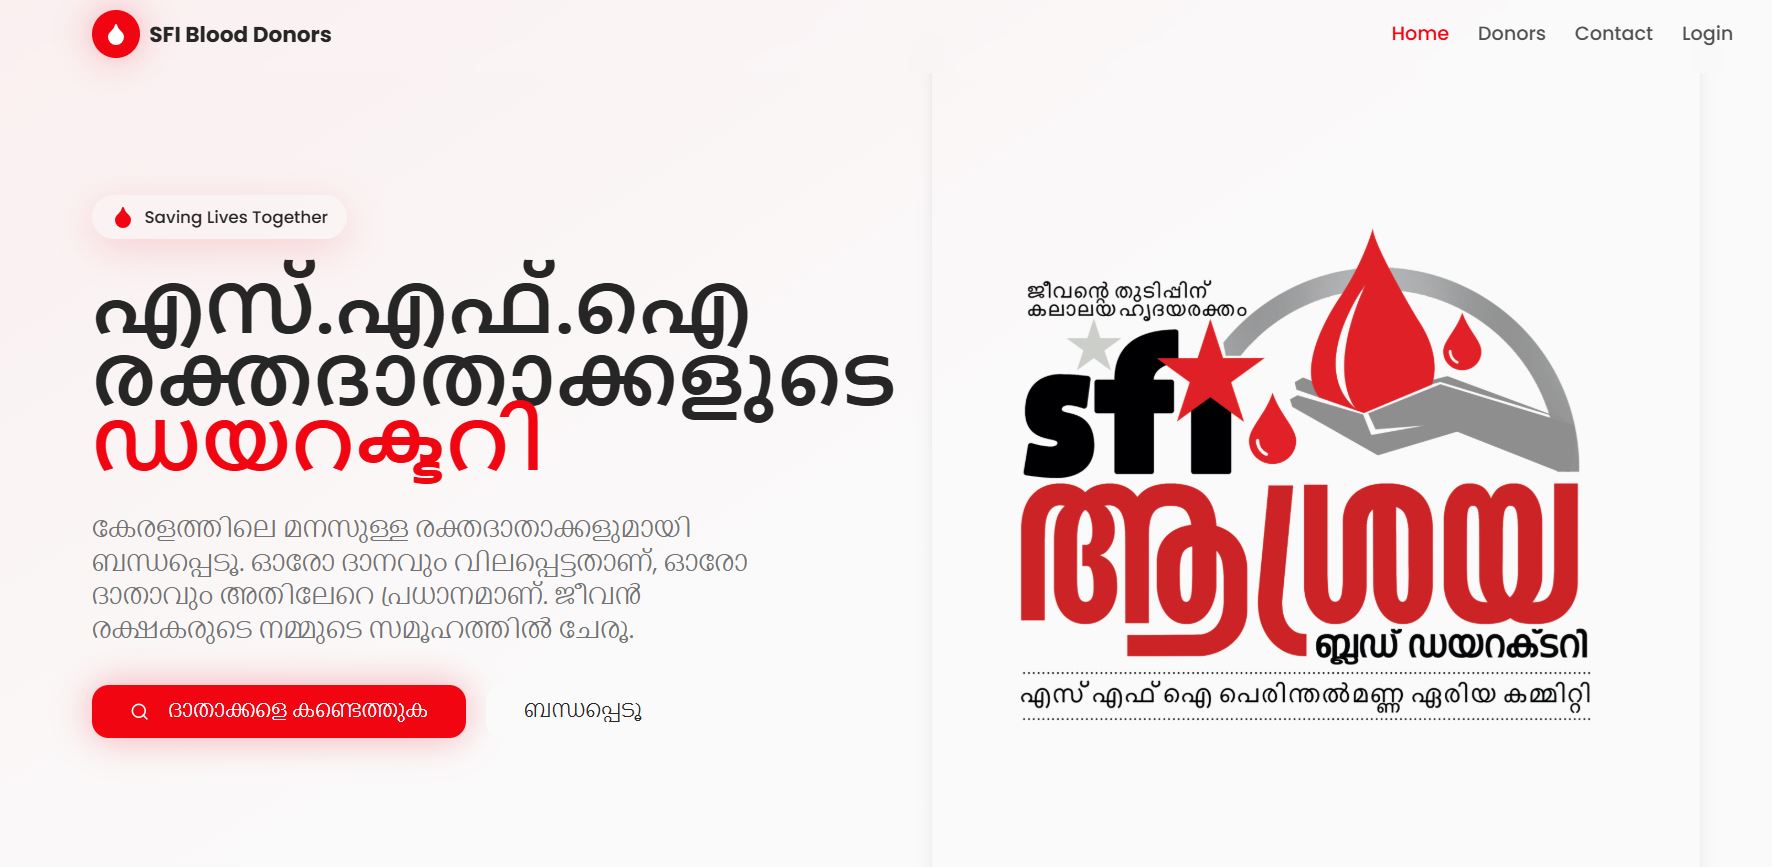 SFI Blood Donors
Home Donors Contact Login
Saving Lives Together
എസ്.എഫ്.ഐ
രക്തദാതാക്കളുടെ
ഡയറക്ടറി
കേരളത്തിലെ മനസുള്ള രക്തദാതാക്കളുമായി
ബന്ധപ്പെടൂ. ഓരോ ദാനവും വിലപ്പെട്ടതാണ്, ഓരോ
ദാതാവും അതിലേറെ പ്രധാനമാണ്. ജീവൻ
രക്ഷകരുടെ നമ്മുടെ സമൂഹത്തിൽ ചേരൂ.
ദാതാക്കളെ കണ്ടെത്തുക
ബന്ധപ്പെടൂ
ജീവന്റെ തുടിപ്പിന്
കലാലയ ഹൃദയരക്തം
sfi
ആശ്രയ
ബ്ലഡ് ഡയറക്ടറി
എസ് എഫ് ഐ പെരിന്തൽമണ്ണ ഏരിയ കമ്മിറ്റി